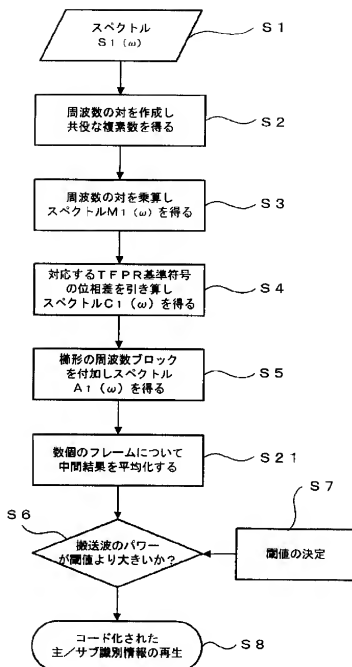 スペクトル
S1(ω)
S1
周波数の対を作成し
共役な複素数を得る
S2
周波数の対を乗算し
スペクトルM1(ω)を得る
S3
対応するTFPR基準符号
の位相差を引き算し
スペクトルC1(ω)を得る
S4
櫛形の周波数ブロック
を付加しスペクトル
A1(ω)を得る
S5
数個のフレームについて
中間結果を平均化する
S21
S6
搬送波のパワー
が閾値より大きいか?
S7
閾値の決定
コード化された
主/サブ識別情報の再生
S8